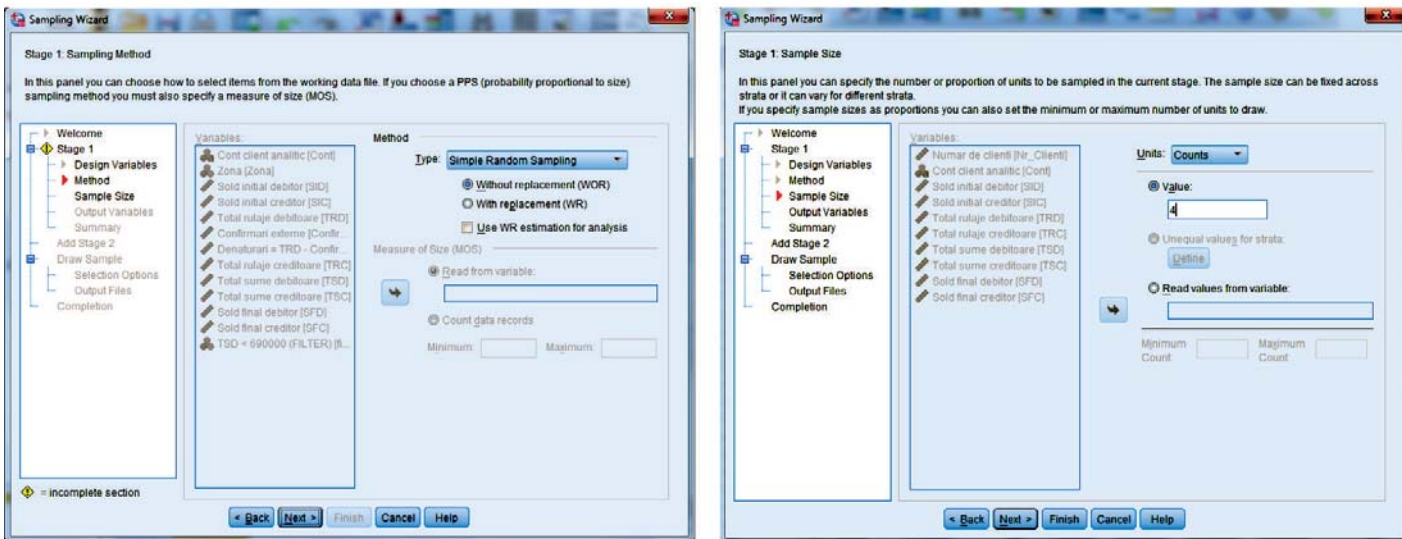 Sampling Wizard
Stage 1: Sampling Method
In this panel you can choose how to select items from the working data file. If you choose a PPS (probability proportional to size)
sampling method you must also specify a measure of size (MOS).
Welcome
Stage 1
Design Variables
Method
Sample Size
Output Variables
Summary
Add Stage 2
Draw Sample
Selection Options
Output Files
Completion
= incomplete section
Variables:
Cont client analitic [Cont]
Zona [Zona]
Sold initial debitor [SID]
Sold initial creditor [SIC]
Total rulaje debitoare [TRD]
Confirmari externe [Confir...
Denaturari = TRD - Confir...
Total rulaje creditoare [TRC]
Total sume debitoare [TSD]
Total sume creditoare [TSC]
Sold final debitor [SFD]
Sold final creditor [SFC]
TSD < 690000 (FILTER) [fi...
Method
Type: Simple Random Sampling
Without replacement (WOR)
With replacement (WR)
Use WR estimation for analysis
Measure of Size (MOS)
Read from variable:
Count data records
Minimum: Maximum:
< Back Next > Finish Cancel Help
Sampling Wizard
Stage 1: Sample Size
In this panel you can specify the number or proportion of units to be sampled in the current stage. The sample size can be fixed across
strata or it can vary for different strata.
If you specify sample sizes as proportions you can also set the minimum or maximum number of units to draw.
Welcome
Stage 1
Design Variables
Method
Sample Size
Output Variables
Summary
Add Stage 2
Draw Sample
Selection Options
Output Files
Completion
Variables:
Numar de clienti [Nr_Clienti]
Cont client analitic [Cont]
Sold initial debitor [SID]
Sold initial creditor [SIC]
Total rulaje debitoare [TRD]
Total rulaje creditoare [TRC]
Total sume debitoare [TSD]
Total sume creditoare [TSC]
Sold final debitor [SFD]
Sold final creditor [SFC]
Units: Counts
Value:
4
Unequal values for strata:
Define
Read values from variable:
Minimum Maximum
Count Count
< Back Next > Finish Cancel Help